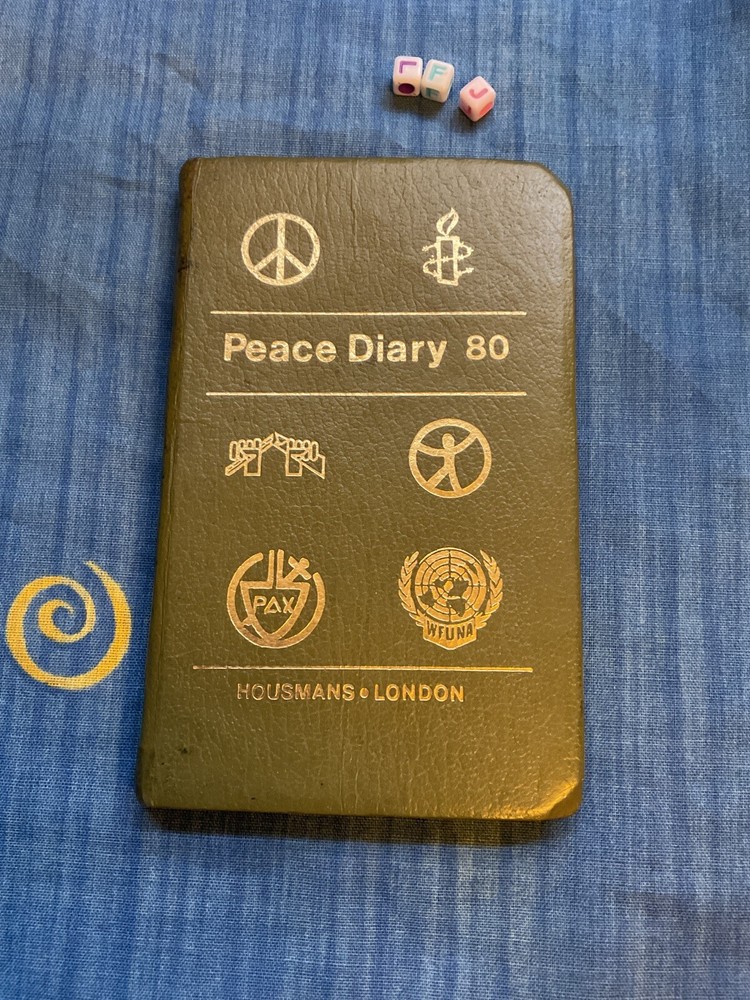 Peace Diary 80
PAX
WFUNA
HOUSMANS • LONDON